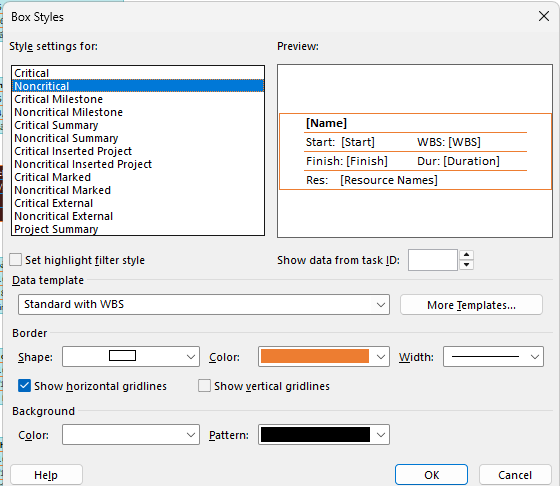 Box Styles
Style settings for:
Preview:
Critical
Noncritical
Critical Milestone
Noncritical Milestone
Critical Summary
Noncritical Summary
Critical Inserted Project
Noncritical Inserted Project
Critical Marked
Noncritical Marked
Critical External
Noncritical External
Project Summary
[Name]
Start: [Start] WBS: [WBS]
Finish: [Finish] Dur: [Duration]
Res: [Resource Names]
Set highlight filter style
Show data from task ID:
Data template
Standard with WBS
More Templates...
Border
Shape:
Color:
Width:
Show horizontal gridlines
Show vertical gridlines
Background
Color:
Pattern:
Help
OK
Cancel